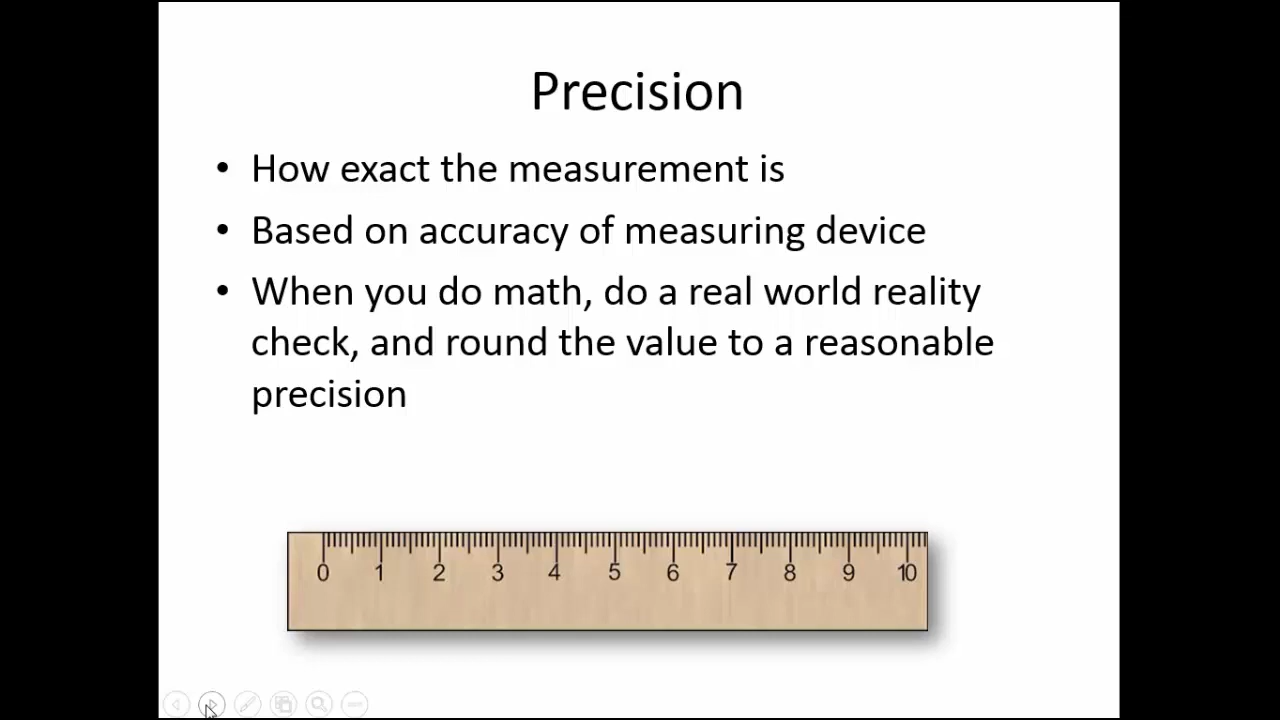 Precision
• How exact the measurement is
• Based on accuracy of measuring device
• When you do math, do a real world reality
check, and round the value to a reasonable
precision
0 1 2 3 4 5 6 7 8 9 10